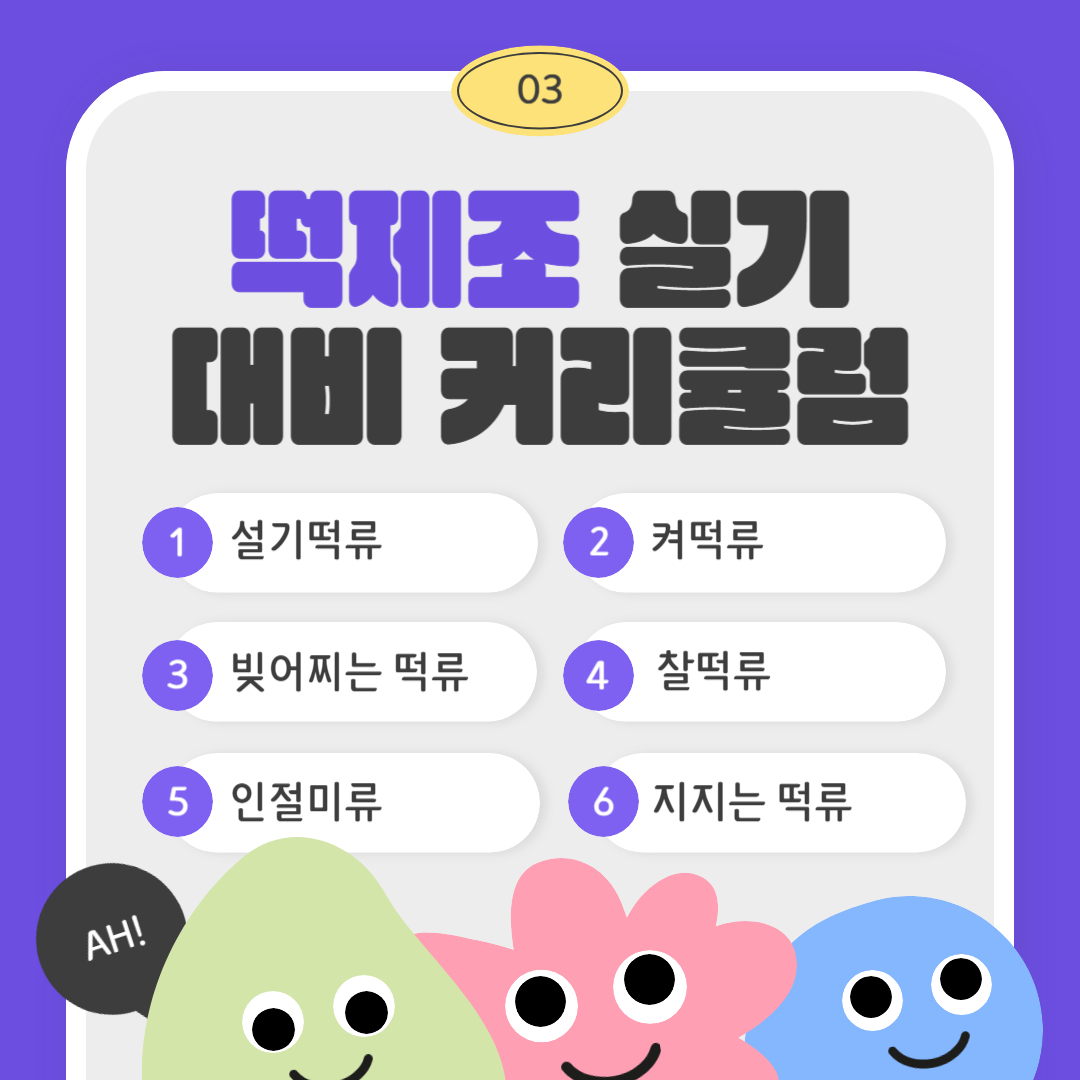 03
떡제조 실기
대비 커리큘럼
1 설기떡류
2 켜떡류
3 빚어찌는 떡류
4 찰떡류
5 인절미류
6 지지는 떡류
AH!